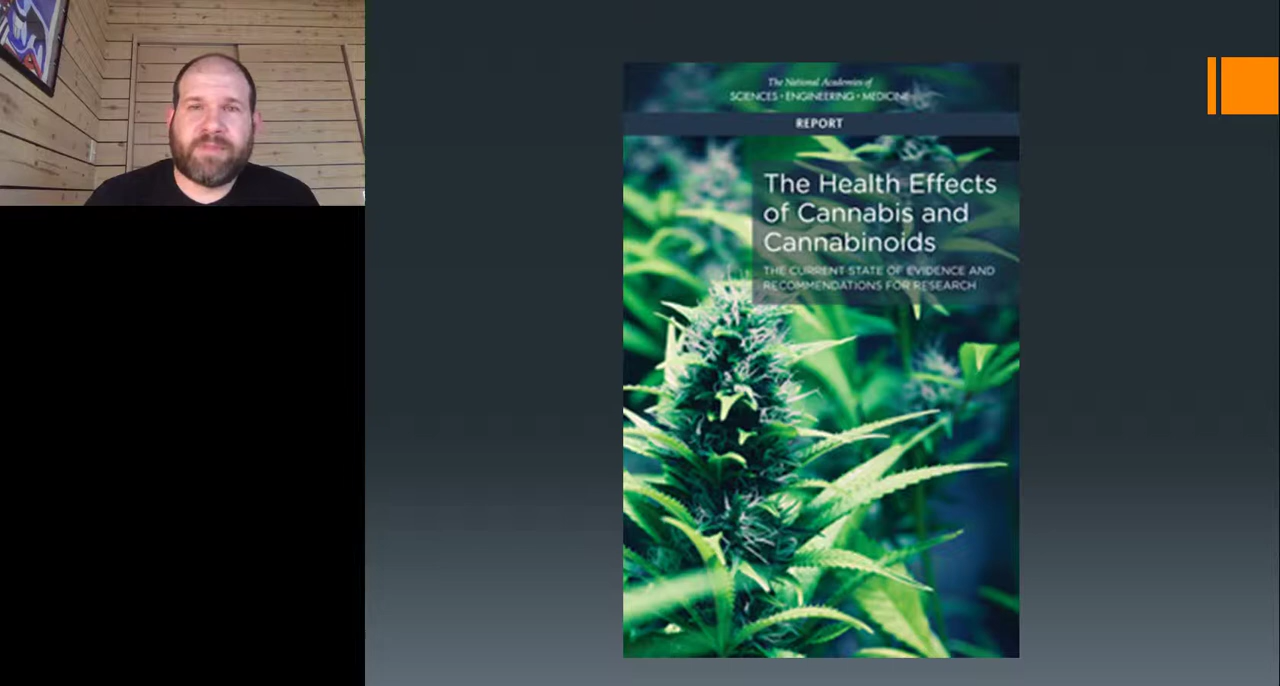 The National Academies of
SCIENCES • ENGINEERING • MEDICINE
REPORT
The Health Effects
of Cannabis and
Cannabinoids
THE CURRENT STATE OF EVIDENCE AND
RECOMMENDATIONS FOR RESEARCH